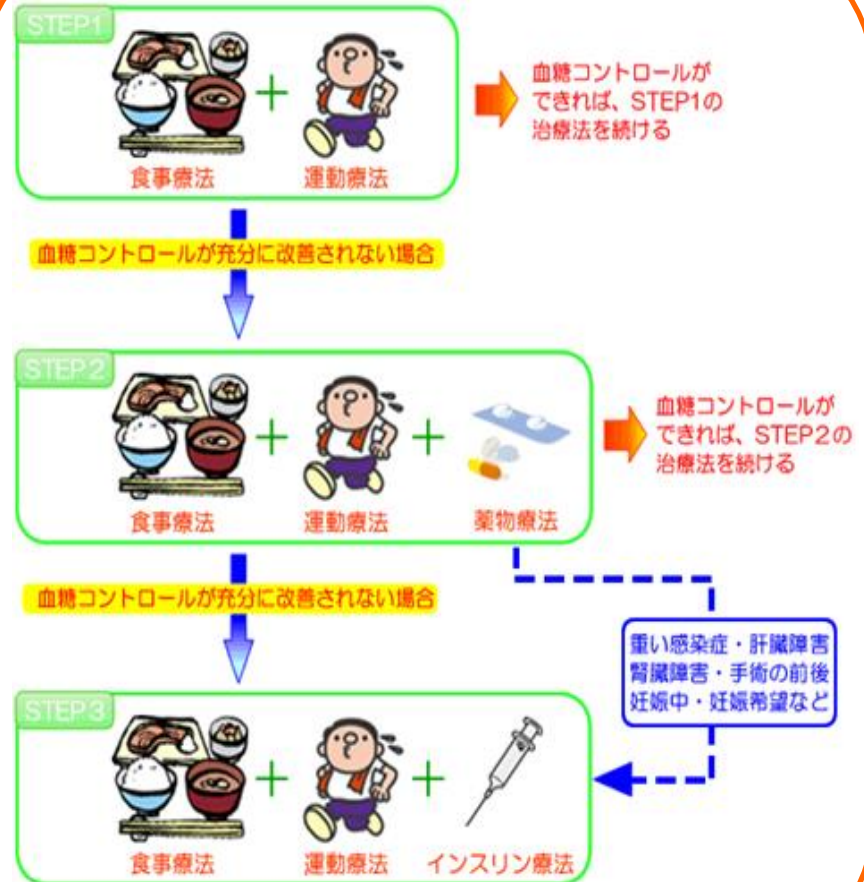 STEP1
食事療法
運動療法
血糖コントロールが
できれば、STEP1の
治療法を続ける
血糖コントロールが充分に改善されない場合
STEP2
食事療法
運動療法
薬物療法
血糖コントロールが
できれば、STEP2の
治療法を続ける
血糖コントロールが充分に改善されない場合
重い感染症・肝臓障害
腎臓障害・手術の前後
妊娠中・妊娠希望など
STEP3
食事療法
運動療法
インスリン療法